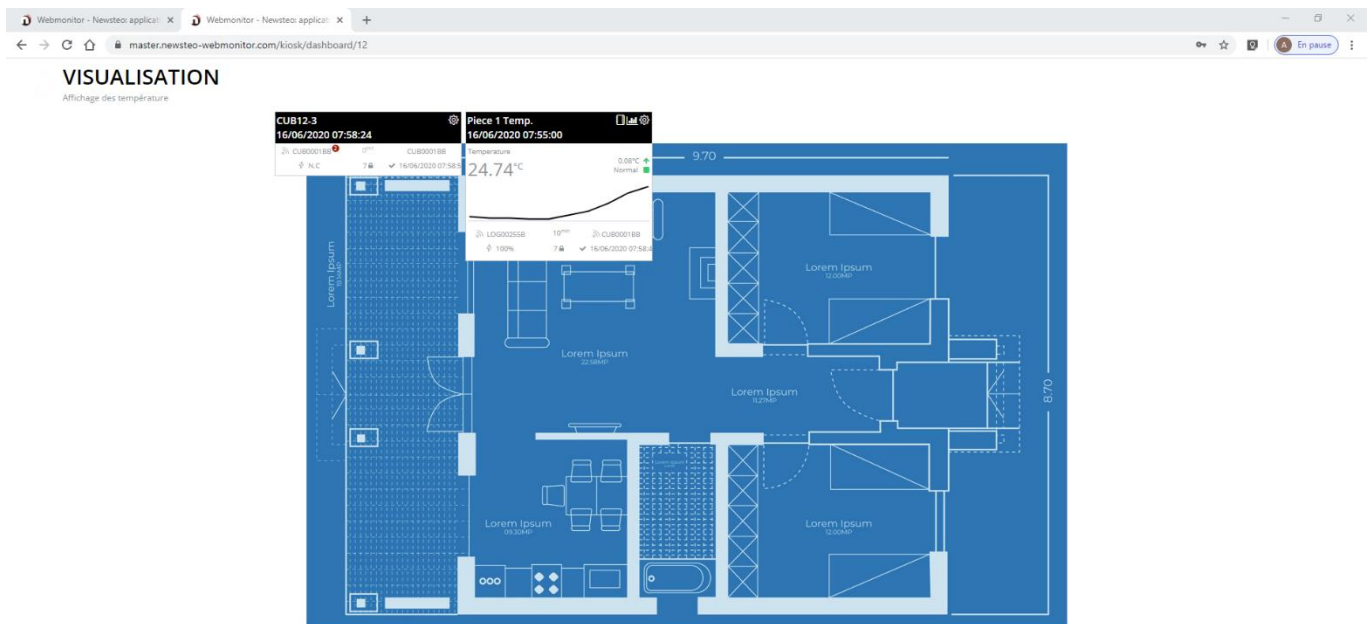 Webmonitor - Newsteo: applicat
Webmonitor - Newsteo: applicat
master.newsteo-webmonitor.com/kiosk/dashboard/12
A
En pause
VISUALISATION
Affichage des température
CUB12-3
16/06/2020 07:58:24
CUB0001BB
2
0mn
CUB0001BB
N.C
7
16/06/2020 07:58:5
Piece 1 Temp.
16/06/2020 07:55:00
Temperature
24.74°C
0.08°C
Normal
LOG00255B
10mn
CUB0001BB
100%
7
16/06/2020 07:58:4
9.70
Lorem Ipsum
Lorem Ipsum
12.00MP
Lorem Ipsum
22.58MP
Lorem Ipsum
11.27MP
8.70
Lorem Ipsum
Lorem Ipsum
09.30MP
Lorem Ipsum
12.00MP